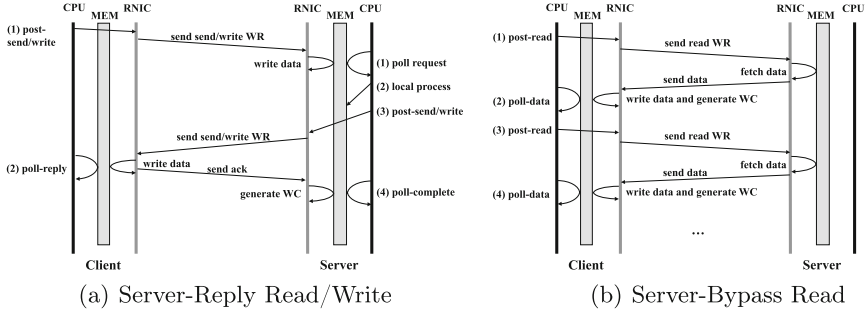 CPU MEM RNIC RNIC MEM CPU
(1) post-
send/write
send send/write WR
write data
(1) poll request
(2) local process
(3) post-send/write
send send/write WR
(2) poll-reply
write data
send ack
generate WC
(4) poll-complete
Client Server
(a) Server-Reply Read/Write
CPU MEM RNIC RNIC MEM CPU
(1) post-read
send read WR
fetch data
send data
(2) poll-data
write data and generate WC
(3) post-read
send read WR
fetch data
send data
(4) poll-data
write data and generate WC
...
Client Server
(b) Server-Bypass Read